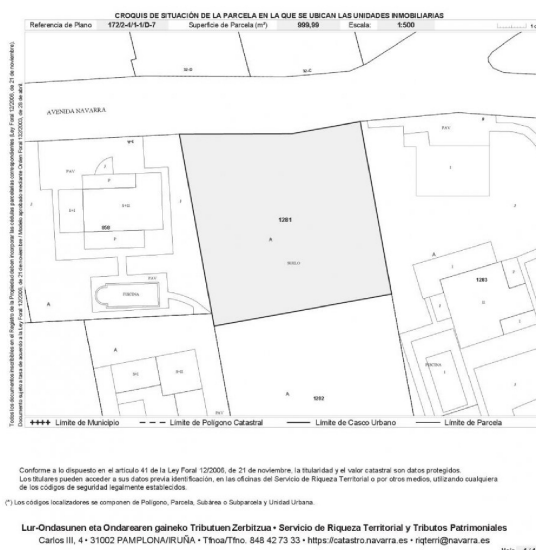 CROQUIS DE SITUACIÓN DE LA PARCELA EN LA QUE SE UBICAN LAS UNIDADES INMOBILIARIAS
Referencia de Plano 172/2-4/1-1/D-7 Superficie de Parcela (m²) 999,99 Escala: 1:500
AVENIDA NAVARRA
PAV
858
PISCINA
1201
A
SUELO
PAV
1203
PISCINA
A
A
A
1202
PAV
Límite de Municipio Límite de Polígono Catastral Límite de Casco Urbano Límite de Parcela
Conforme a lo dispuesto en el artículo 41 de la Ley Foral 12/2006, de 21 de noviembre, la titularidad y el valor catastral son datos protegidos.
Los titulares pueden acceder a sus datos previa identificación, en las oficinas del Servicio de Riqueza Territorial o por otros medios, utilizando cualquiera
de los códigos de seguridad legalmente establecidos.
(*) Los códigos localizadores se componen de Polígono, Parcela, Subárea o Subparcela y Unidad Urbana.
Lur-Ondasunen eta Ondarearen gaineko Tributuen Zerbitzua • Servicio de Riqueza Territorial y Tributos Patrimoniales
Carlos III, 4 • 31002 PAMPLONA/IRUÑA • Tfnoa/Tfno. 848 42 73 33 • https://catastro.navarra.es • riqterri@navarra.es